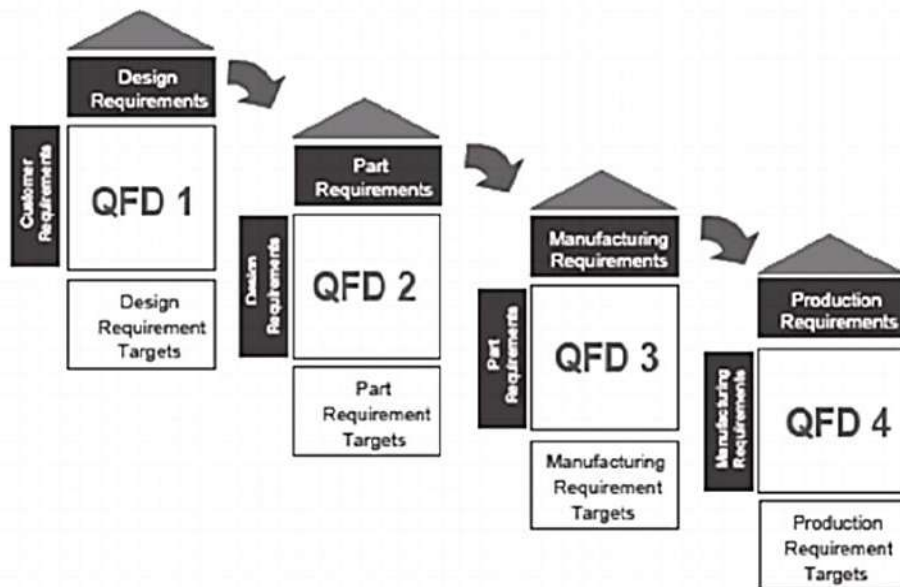 Design
Requirements
Customer
Requirements
QFD 1
Design
Requirement
Targets
Part
Requirements
Design
Requirements
QFD 2
Part
Requirement
Targets
Manufacturing
Requirements
Part
Requirements
QFD 3
Manufacturing
Requirement
Targets
Production
Requirements
Manufacturing
Requirements
QFD 4
Production
Requirement
Targets